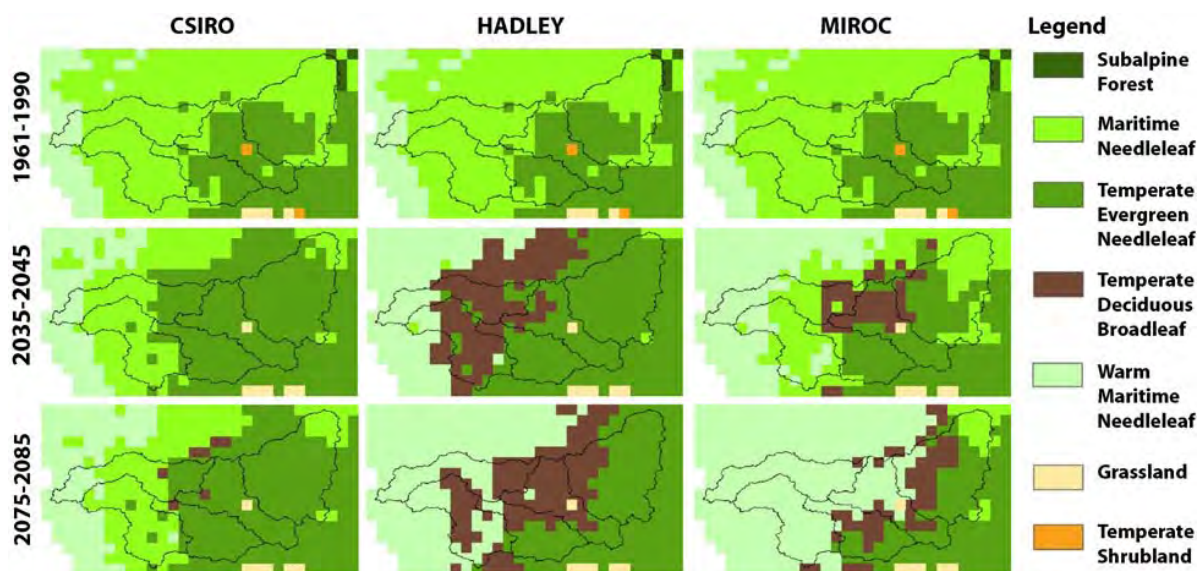 CSIRO
HADLEY
MIROC
Legend
1961-1990
2035-2045
2075-2085
Subalpine
Forest
Maritime
Needleleaf
Temperate
Evergreen
Needleleaf
Temperate
Deciduous
Broadleaf
Warm
Maritime
Needleleaf
Grassland
Temperate
Shrubland